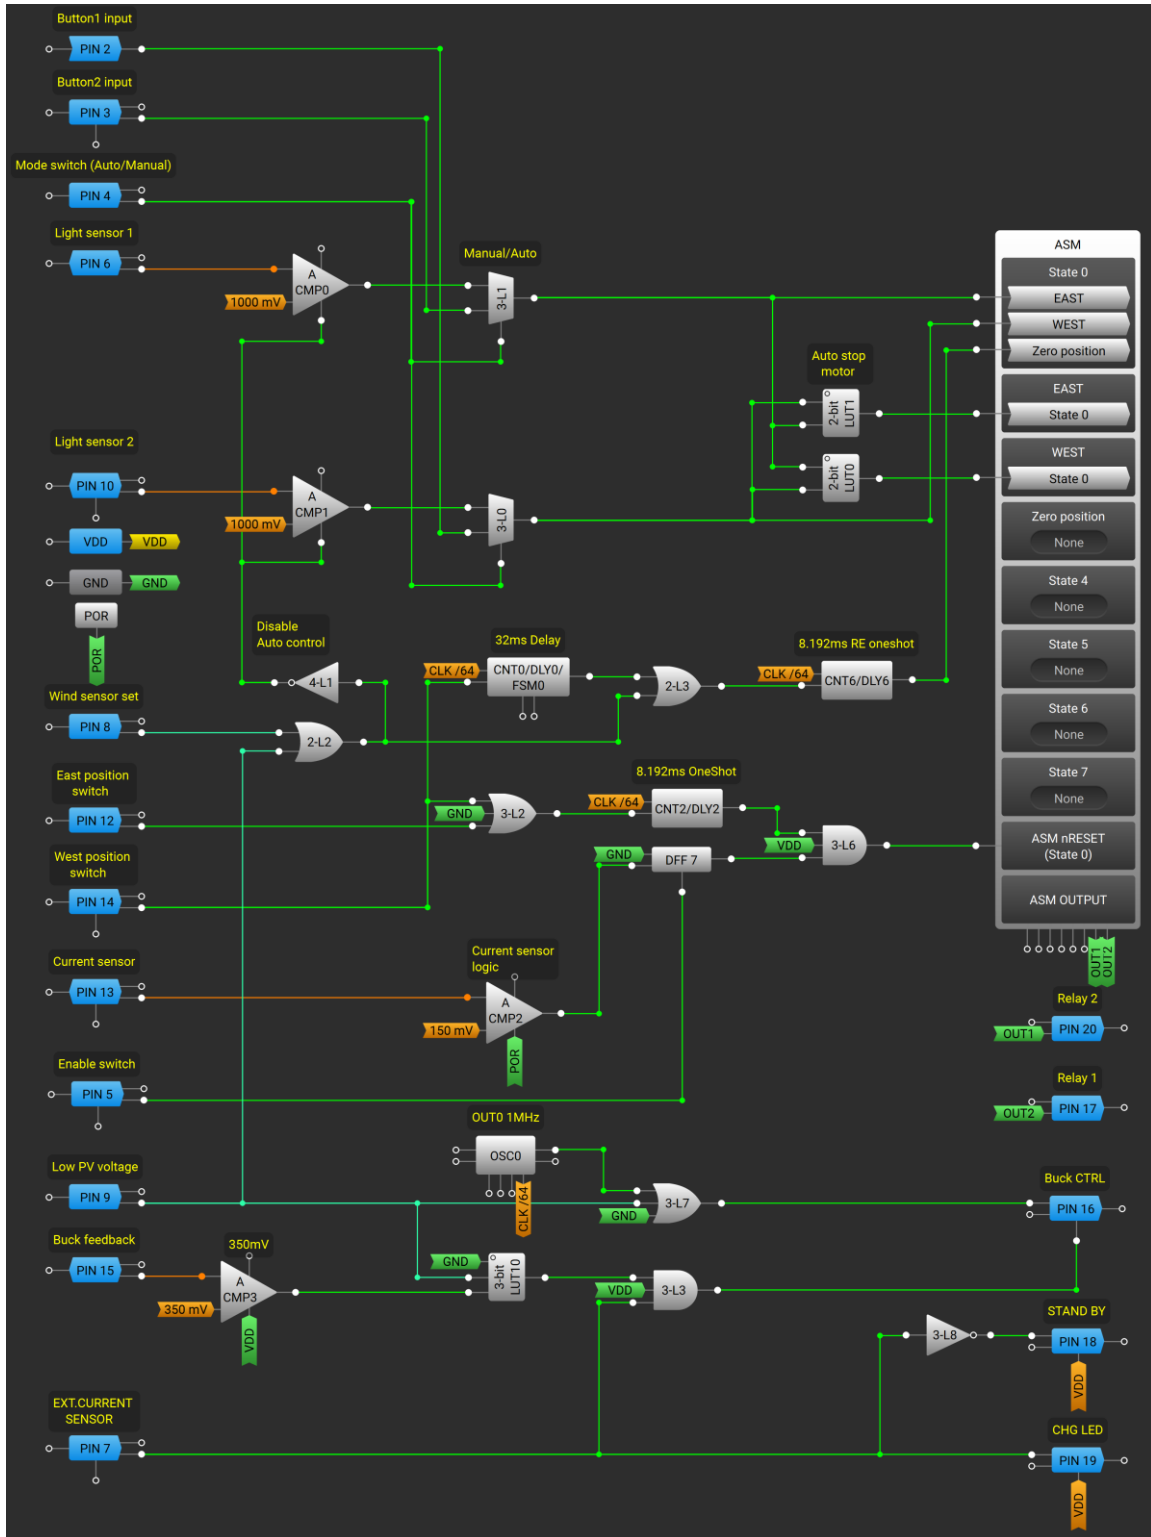 Button1 input
PIN 2
Button2 input
PIN 3
Mode switch (Auto/Manual)
PIN 4
Light sensor 1
PIN 6
A
CMP0
1000 mV
Manual/Auto
3-L1
ASM
State 0
EAST
WEST
Zero position
Auto stop
motor
2-bit
LUT1
EAST
State 0
2-bit
LUT0
WEST
State 0
Light sensor 2
PIN 10
A
CMP1
1000 mV
3-L0
VDD
VDD
GND
GND
POR
POR
Zero position
None
State 4
None
State 5
None
State 6
None
State 7
None
ASM nRESET
(State 0)
ASM OUTPUT
OUT1
OUT2
Disable
Auto control
4-L1
32ms Delay
CLK /64
CNT0/DLY0/
FSM0
2-L3
8.192ms RE oneshot
CLK /64
CNT6/DLY6
Wind sensor set
PIN 8
2-L2
East position
switch
PIN 12
GND
3-L2
8.192ms OneShot
CLK /64
CNT2/DLY2
VDD
3-L6
GND
DFF 7
West position
switch
PIN 14
Current sensor
PIN 13
Current sensor
logic
A
CMP2
150 mV
POR
Relay 2
OUT1
PIN 20
Enable switch
PIN 5
Relay 1
OUT2
PIN 17
OUT0 1MHz
OSC0
CLK /64
Low PV voltage
PIN 9
GND
3-L7
Buck CTRL
PIN 16
Buck feedback
PIN 15
350mV
A
CMP3
350 mV
VDD
GND
3-bit
LUT10
VDD
3-L3
3-L8
STAND BY
PIN 18
VDD
EXT.CURRENT
SENSOR
PIN 7
CHG LED
PIN 19
VDD